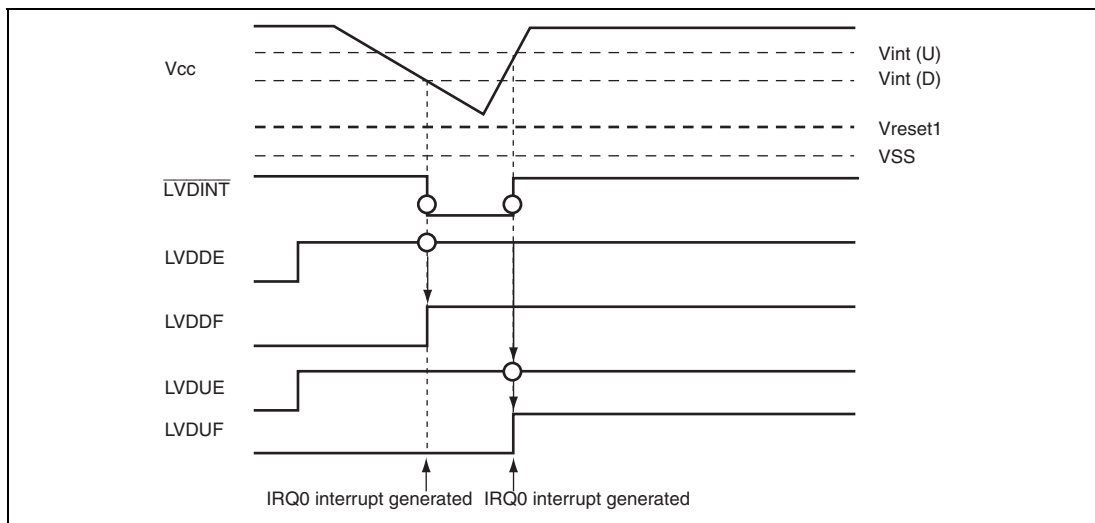 Vcc
Vint (U)
Vint (D)
Vreset1
VSS
LVDINT
LVDDE
LVDDF
LVDUE
LVDUF
IRQ0 interrupt generated IRQ0 interrupt generated